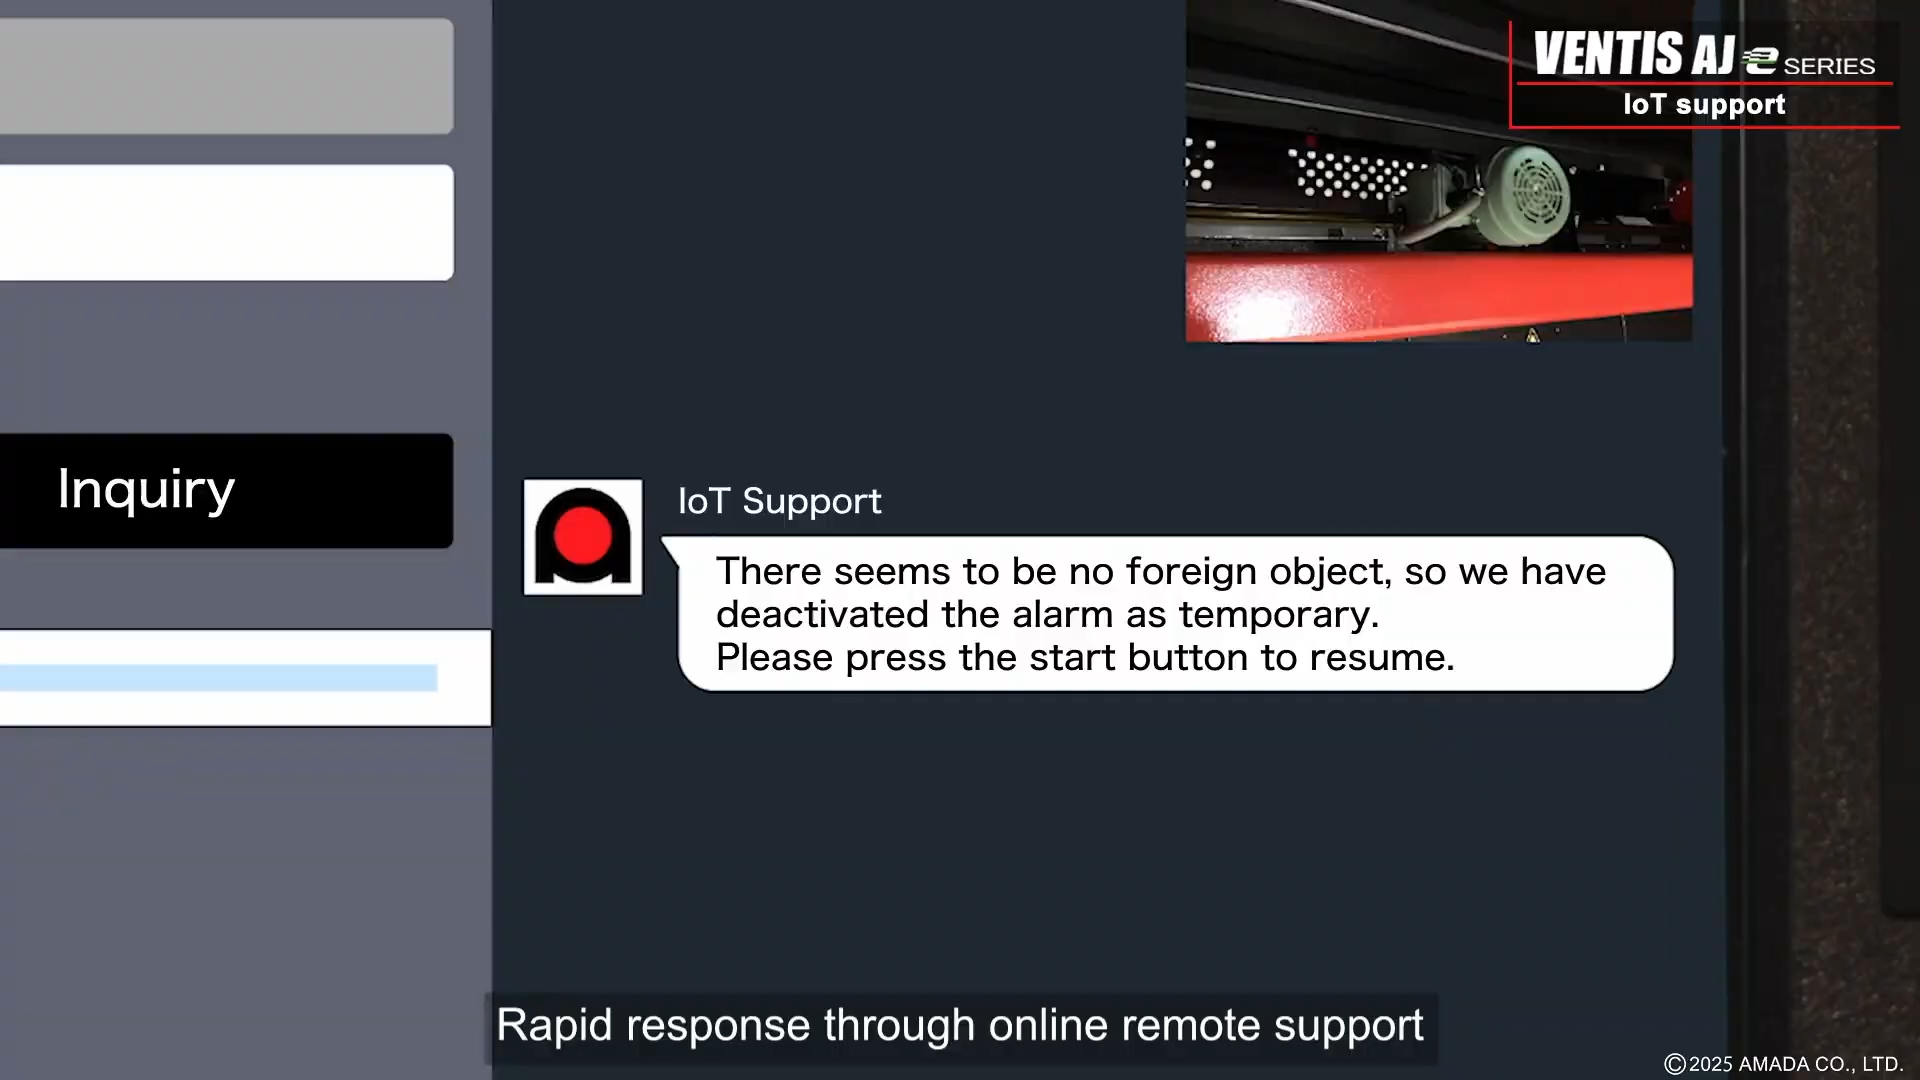 VENTIS AJ e SERIES
IoT support
Inquiry
IoT Support
There seems to be no foreign object, so we have
deactivated the alarm as temporary.
Please press the start button to resume.
Rapid response through online remote support
©2025 AMADA CO., LTD.